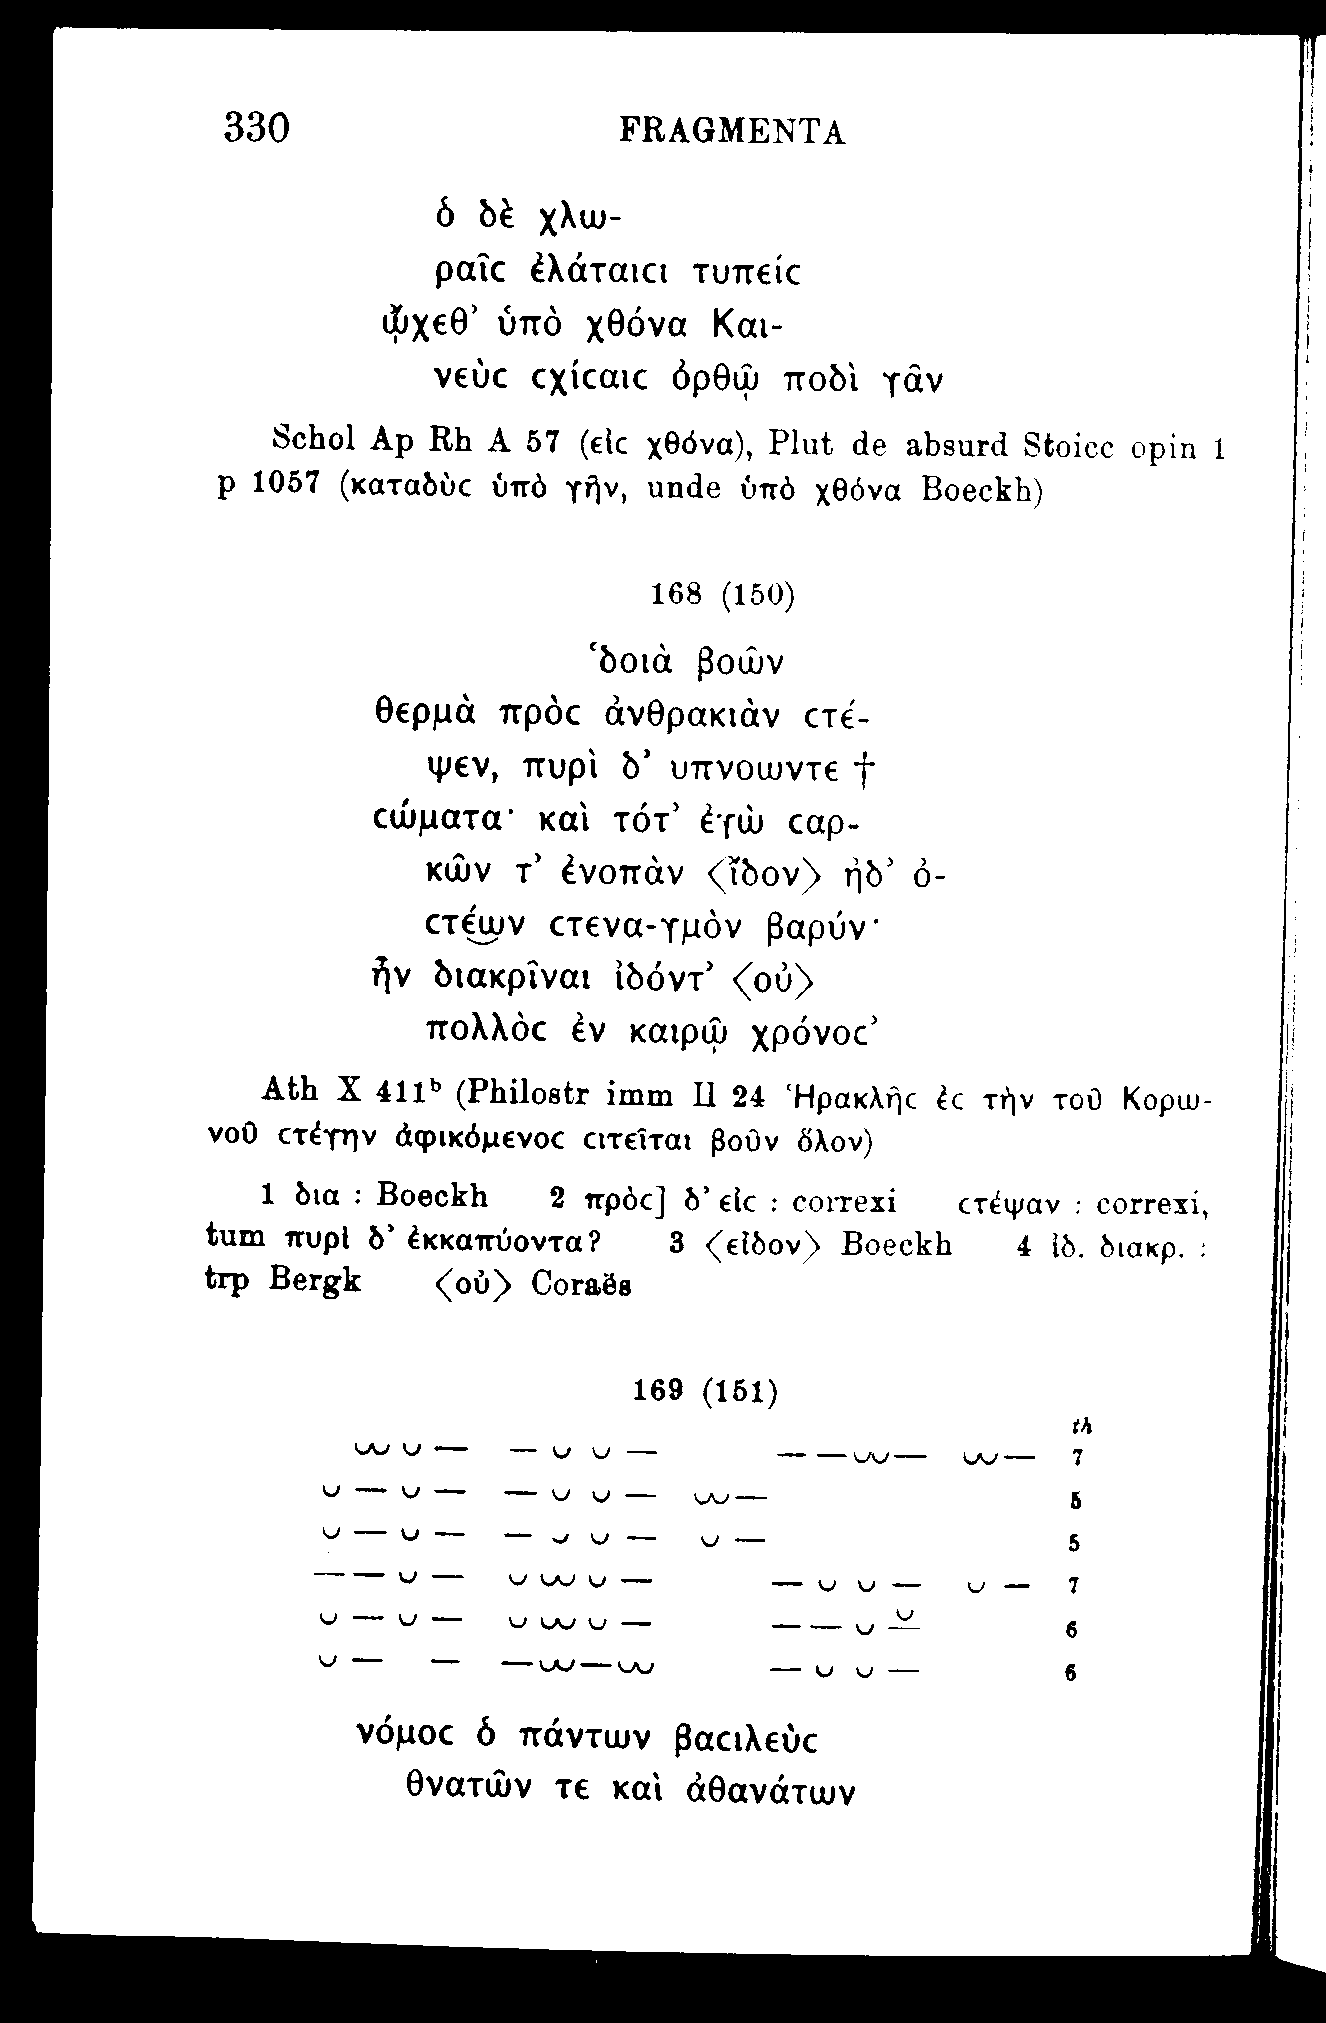 330 FRAGMENTA
ὁ δὲ χλω-
ραῖϲ ἐλάταιϲι τυπείϲ
ᾤχεθ’ ὑπὸ χθόνα Και-
νεὺϲ ϲχίϲαιϲ ὀρθῷ ποδὶ γᾶν
Schol Ap Rh A 57 (εἰϲ χθόνα), Plut de absurd Stoicc opin 1
p 1057 (καταδὺϲ ὑπὸ γῆν, unde ὑπὸ χθόνα Boeckh)
168 (150)
‘δοιὰ βοῶν
θερμὰ πρὸϲ ἀνθρακιὰν ϲτέ-
ψεν, πυρὶ δ’ υπνοωντε †
ϲώματα· καὶ τότ’ ἐγὼ ϲαρ-
κῶν τ’ ἐνοπὰν ⟨ἴδον⟩ ἠδ’ ὀ-
ϲτέων ϲτενα-γμὸν βαρύν·
ἦν διακρῖναι ἰδόντ’ ⟨οὐ⟩
πολλὸϲ ἐν καιρῷ χρόνοϲ’
Ath X 411ᵇ (Philostr imm II 24 Ἡρακλῆϲ ἐϲ τὴν τοῦ Κορω-
νοῦ ϲτέγην ἀφικόμενοϲ ϲιτεῖται βοῦν ὅλον)
1 δια : Boeckh 2 πρὸϲ] δ’ εἰϲ : correxi ϲτέψαν : correxi,
tum πυρὶ δ’ ἐκκαπύοντα? 3 ⟨εἶδον⟩ Boeckh 4 ἰδ. διακρ. :
trp Bergk ⟨οὐ⟩ Coraës
169 (151)
th
⏖ ⏑ — — ⏑ ⏑ — — — ⏖ — ⏖ — 7
⏑ — ⏑ — — ⏑ ⏑ — ⏖ — 5
⏑ — ⏑ — — ⏑ ⏑ — ⏑ — 5
— — ⏑ — ⏑ ⏖ ⏑ — — ⏑ ⏑ — ⏑ — 7
⏑ — ⏑ — ⏑ ⏖ ⏑ — — — ⏑ ⏓ 6
⏑ — — — ⏖ — ⏖ — ⏑ ⏑ — 6
νόμοϲ ὁ πάντων βαϲιλεὺϲ
θνατῶν τε καὶ ἀθανάτων